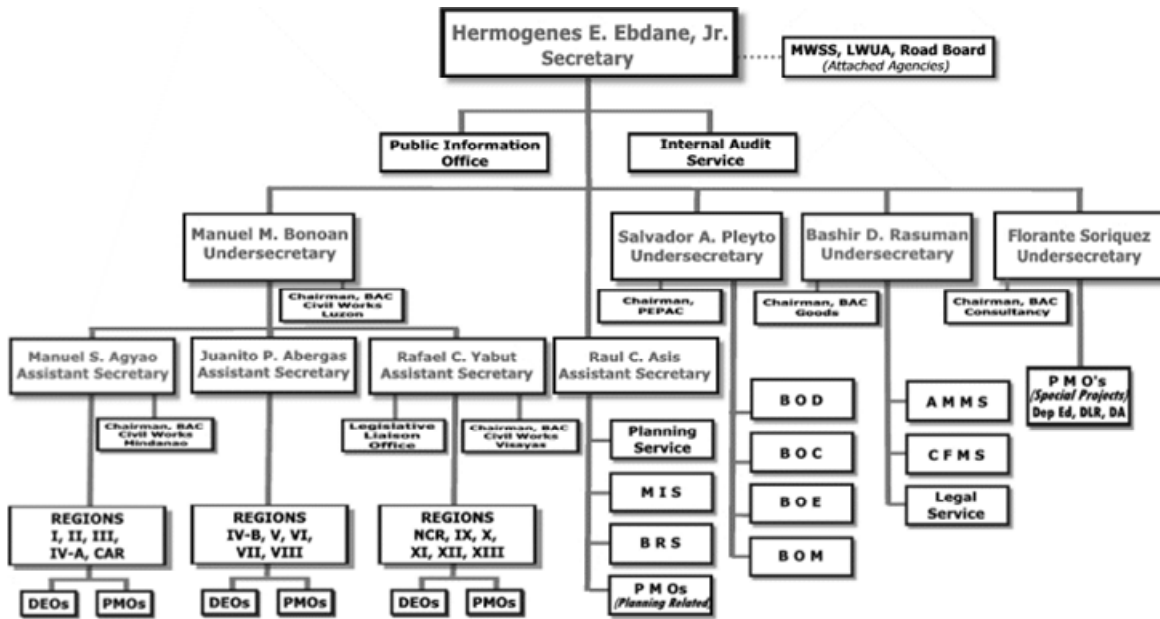 Hermogenes E. Ebdane, Jr.
Secretary
MWSS, LWUA, Road Board
(Attached Agencies)
Public Information
Office
Internal Audit
Service
Manuel M. Bonoan
Undersecretary
Salvador A. Pleyto
Undersecretary
Bashir D. Rasuman
Undersecretary
Florante Soriquez
Undersecretary
Chairman, BAC
Civil Works
Luzon
Chairman,
PEPAC
Chairman, BAC
Goods
Chairman, BAC
Consultancy
Manuel S. Agyao
Assistant Secretary
Juanito P. Abergas
Assistant Secretary
Rafael C. Yabut
Assistant Secretary
Raul C. Asis
Assistant Secretary
Chairman, BAC
Civil Works
Mindanao
Legislative
Liaison
Office
Chairman, BAC
Civil Works
Visayas
Planning
Service
M I S
B R S
P M Os
(Planning Related)
B O D
B O C
B O E
B O M
A M M S
C F M S
Legal
Service
P M O's
(Special Projects)
Dep Ed, DLR, DA
REGIONS
I, II, III,
IV-A, CAR
REGIONS
IV-B, V, VI,
VII, VIII
REGIONS
NCR, IX, X,
XI, XII, XIII
DEOs
PMOs
DEOs
PMOs
DEOs
PMOs